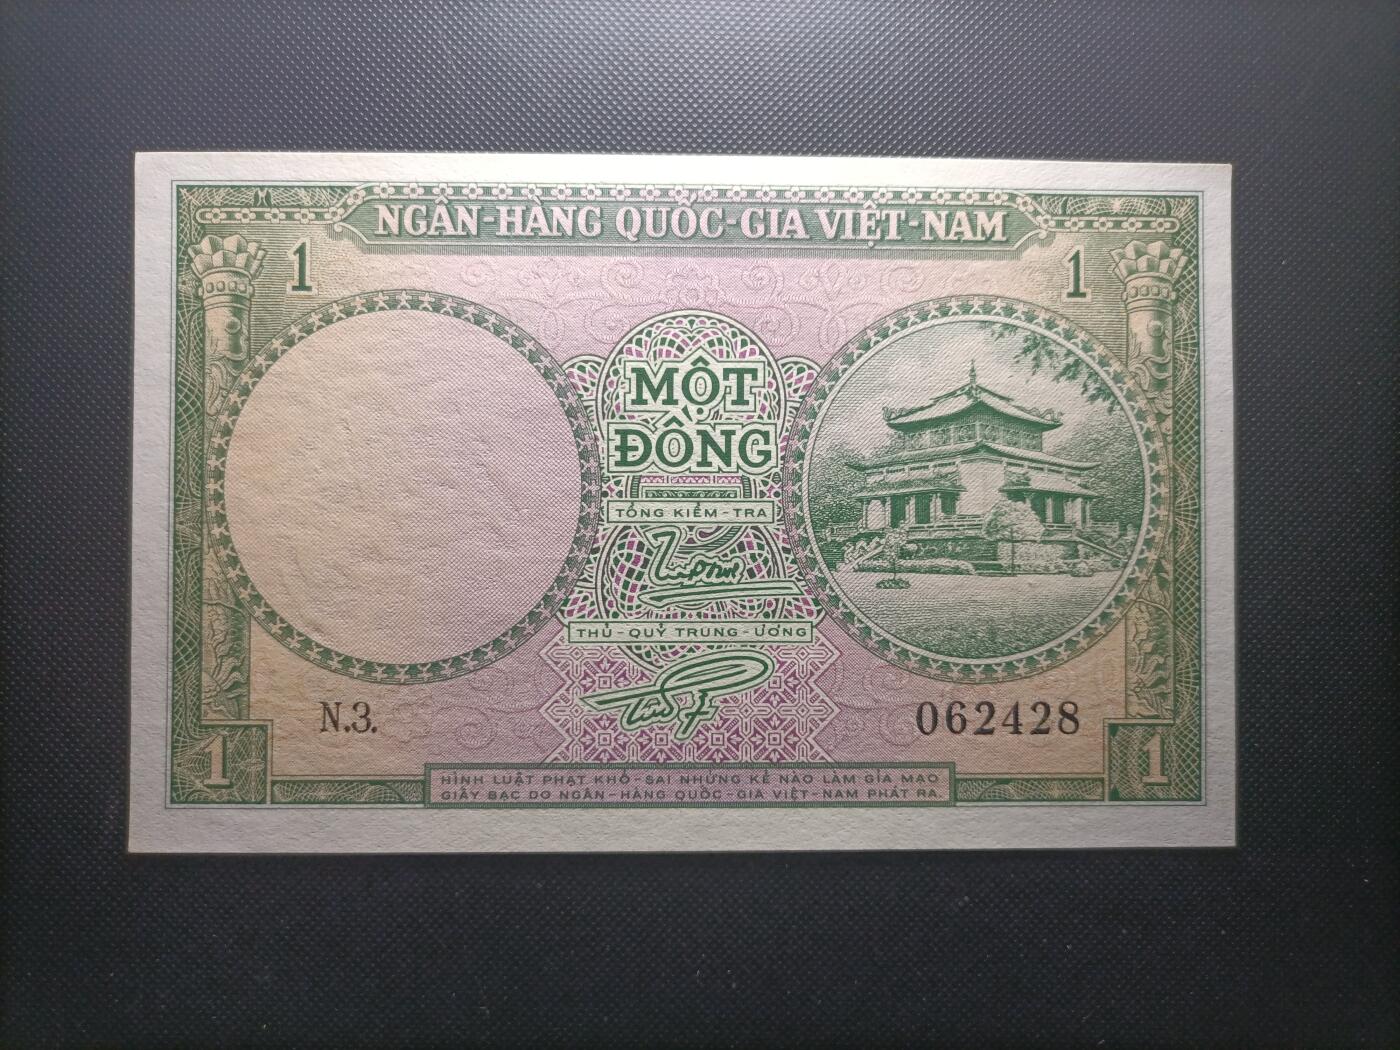 NGÂN-HÀNG QUỐC-GIA VIỆT-NAM
1
1
MỘT
ĐỒNG
TỔNG KIỂM-TRA
THỦ-QUỸ TRUNG-ƯƠNG
N.3.
062428
1
1
HÌNH LUẬT PHẠT KHỔ-SAI NHỮNG KẺ NÀO LÀM GIẢ MẠO
GIẤY BẠC DO NGÂN-HÀNG QUỐC-GIA VIỆT-NAM PHÁT RA.